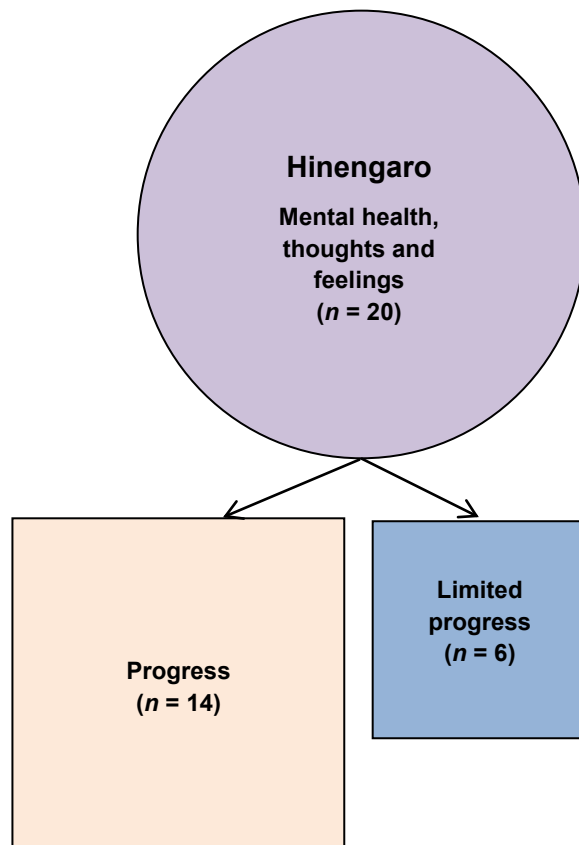 Hinengaro
Mental health,
thoughts and
feelings
(n = 20)
Progress
(n = 14)
Limited
progress
(n = 6)